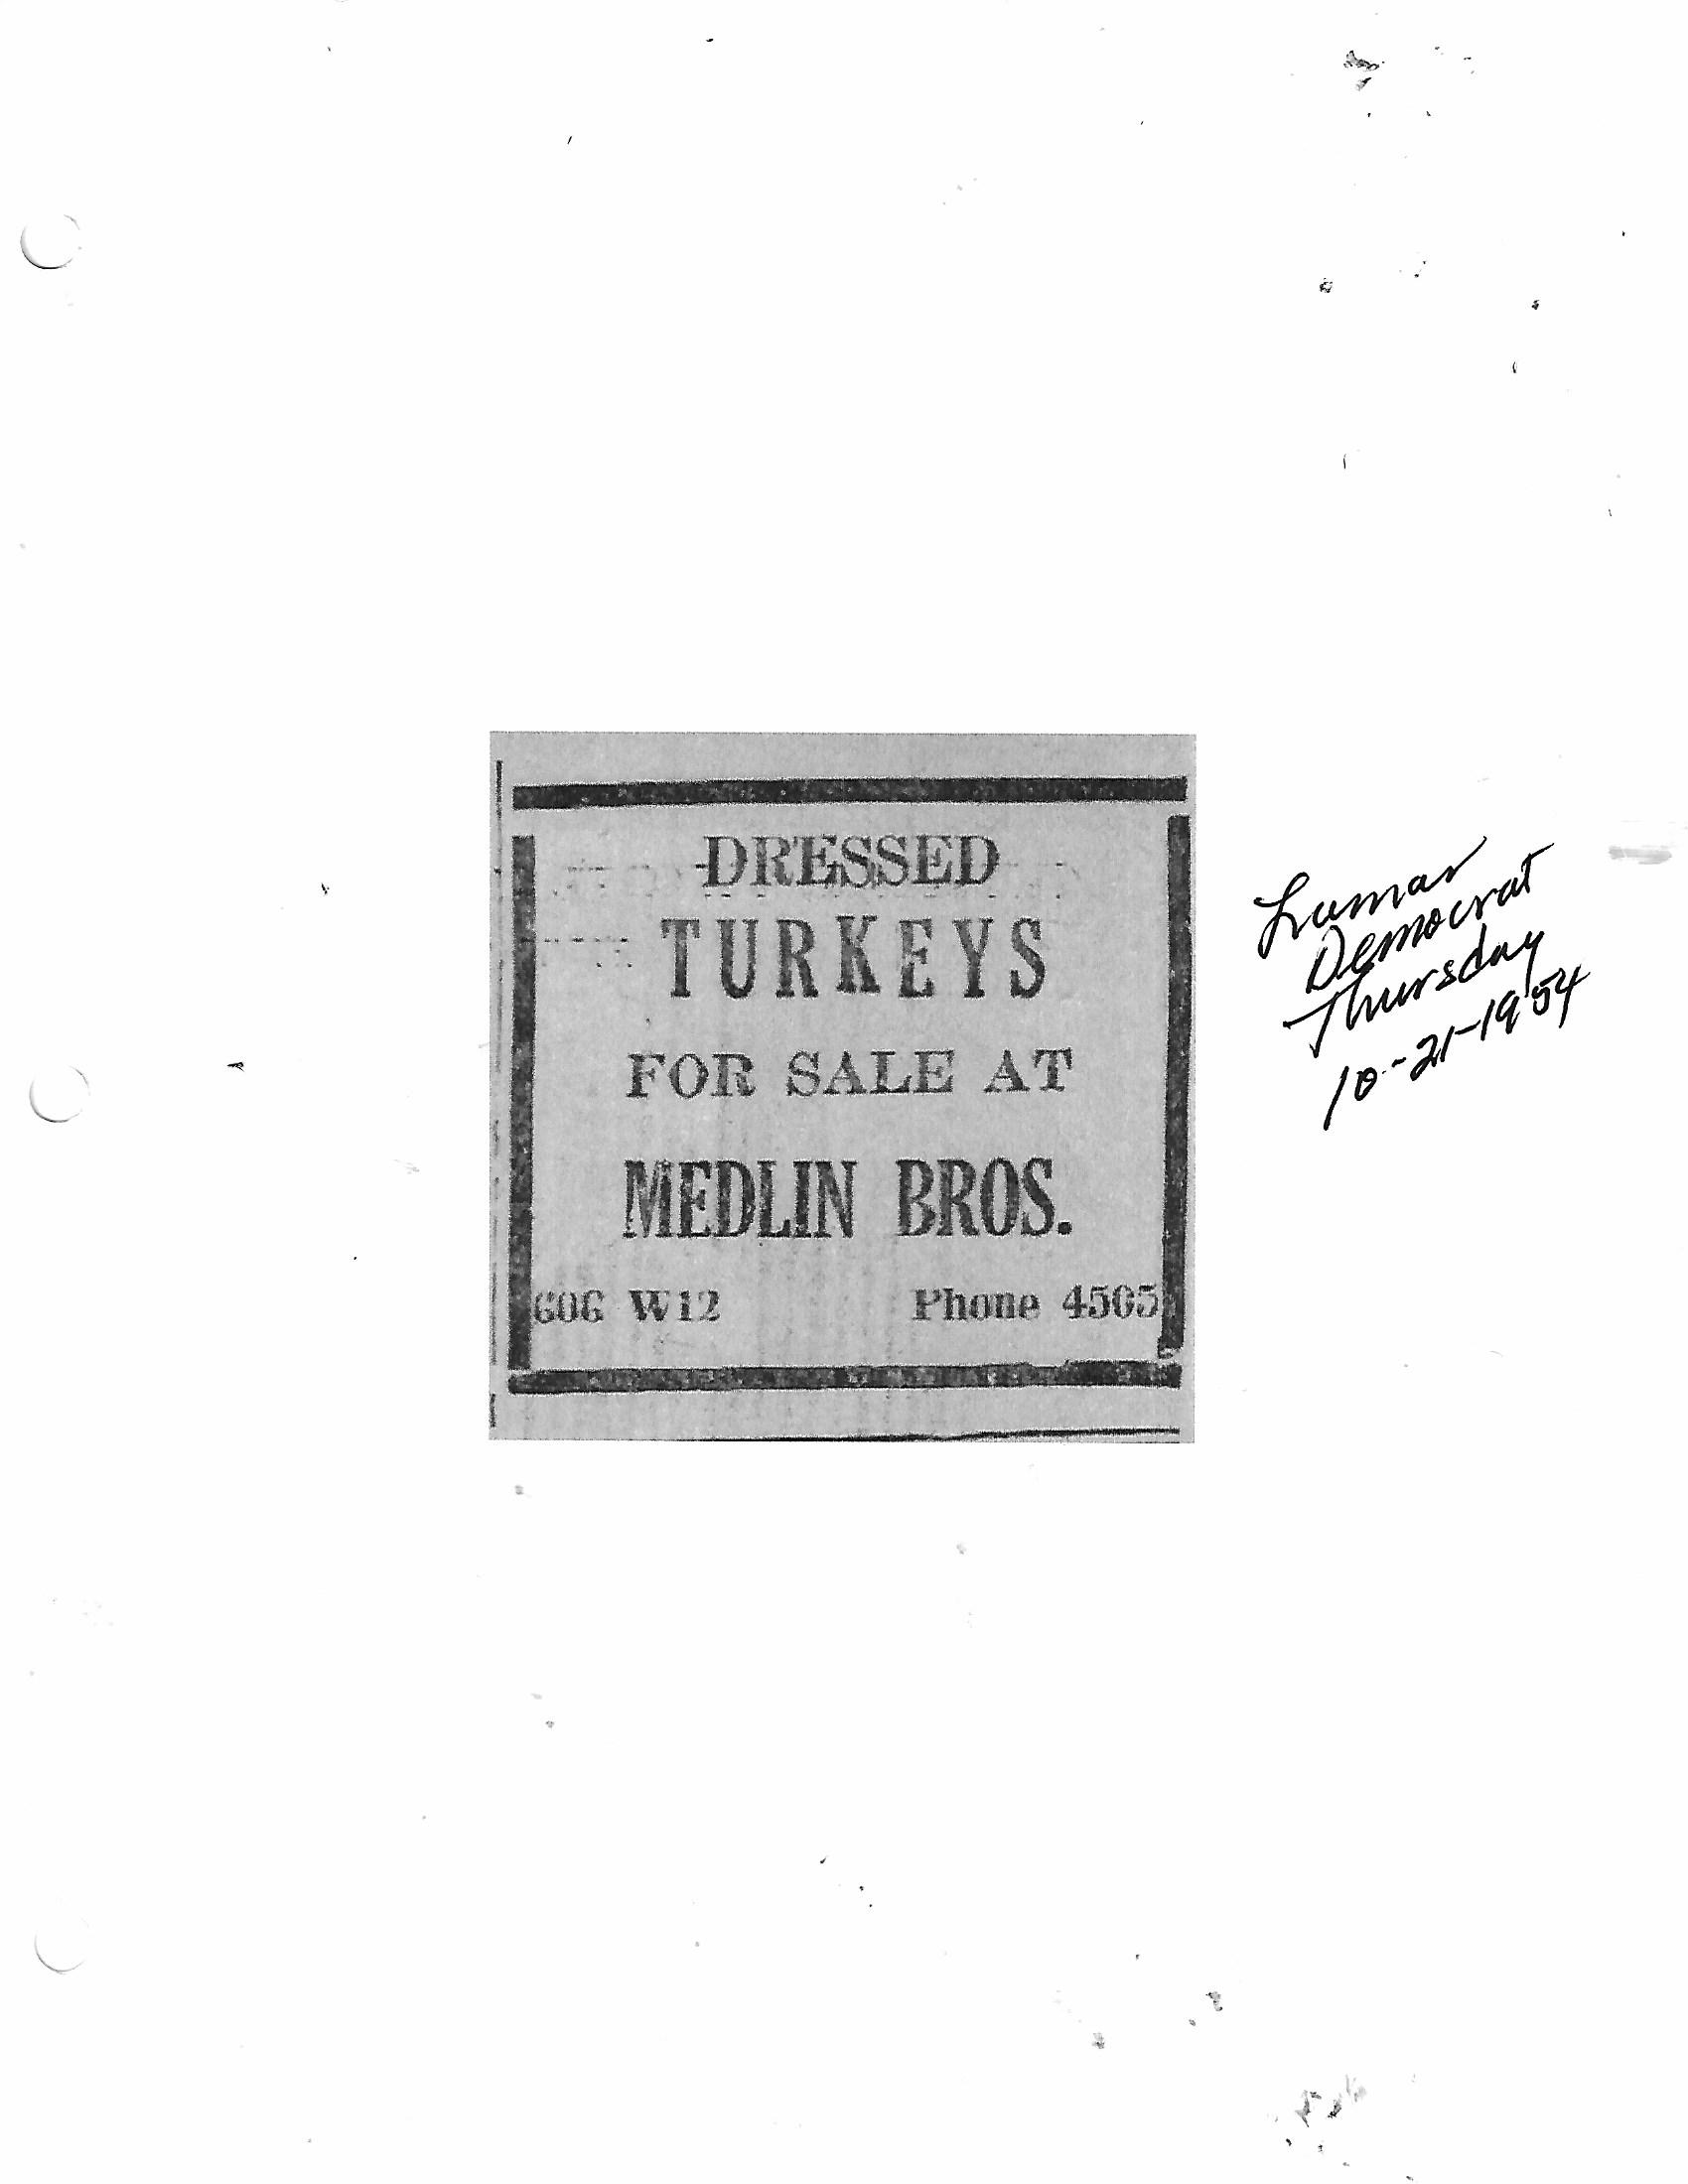 DRESSED
TURKEYS
FOR SALE AT
MEDLIN BROS.
606 W12 Phone 4565
Lamar
Democrat
Thursday
10-21-1954